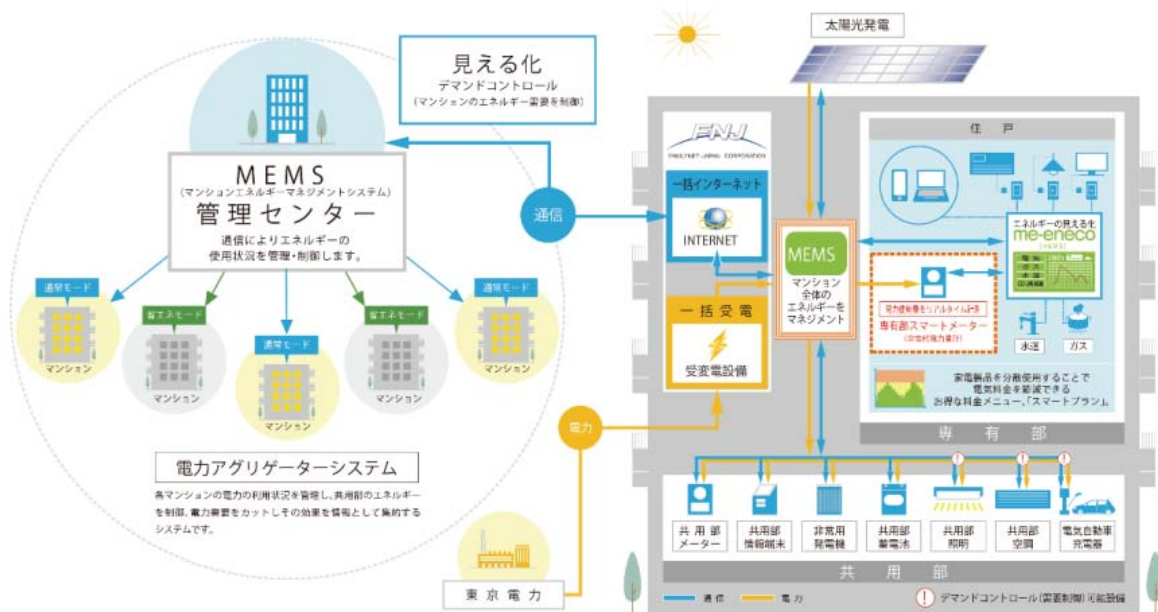 見える化
デマンドコントロール
(マンションのエネルギー需要を制御)
MEMS
(マンションエネルギーマネジメントシステム)
管理センター
通信によりエネルギーの
使用状況を管理・制御します。
通常モード
マンション
省エネモード
マンション
通常モード
マンション
省エネモード
マンション
通常モード
マンション
電力アグリゲーターシステム
各マンションの電力の利用状況を管理し、共用部のエネルギー
を制御、電力需要をカットしその効果を情報として集約する
システムです。
通信
電力
東京電力
太陽光発電
FNJ
FAMILYNET-JAPAN CORPORATION
一括インターネット
INTERNET
一括受電
受変電設備
MEMS
マンション
全体の
エネルギーを
マネジメント
住戸
エネルギーの見える化
me-eneco
専有部スマートメーター
水道
ガス
家電製品を分散使用することで
電気料金を節減できる
お得な料金メニュー、「スマートプラン」。
専有部
共用部
メーター
共用部
情報端末
非常用
発電機
共用部
蓄電池
共用部
照明
共用部
空調
電気自動車
充電器
共用部
通信
電力
! デマンドコントロール(需要制御)可能設備